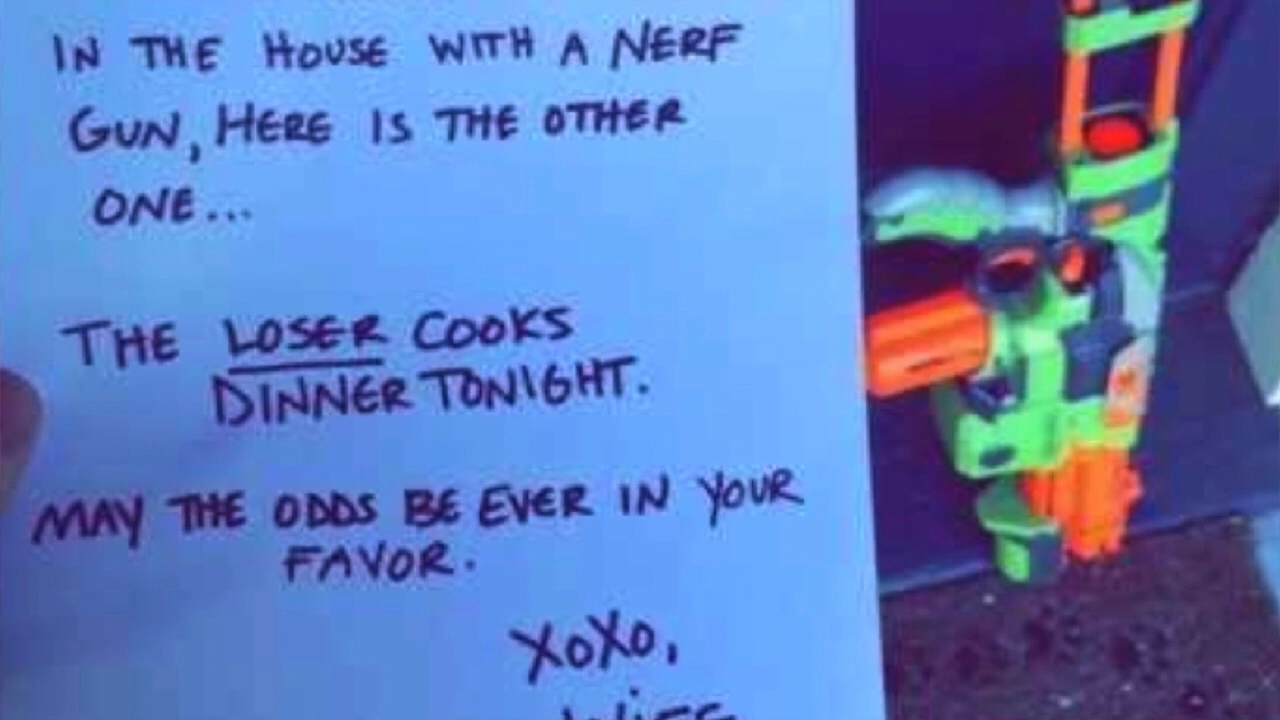 IN THE HOUSE WITH A NERF
GUN, HERE IS THE OTHER
ONE...
THE LOSER COOKS
DINNER TONIGHT.
MAY THE ODDS BE EVER IN YOUR
FAVOR.
XOXO,
WIFE